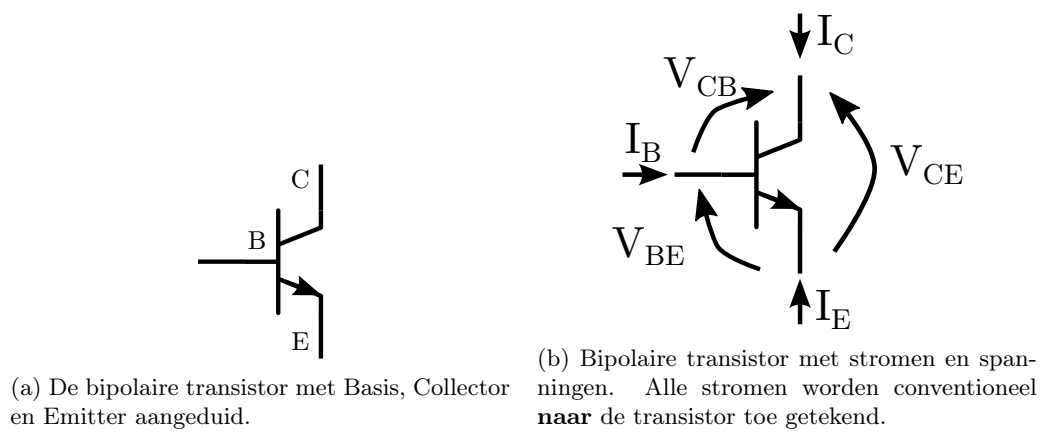 C
B
E
(a) De bipolaire transistor met Basis, Collector
en Emitter aangeduid.
I_C
V_CB
I_B
V_CE
V_BE
I_E
(b) Bipolaire transistor met stromen en span-
ningen. Alle stromen worden conventioneel
naar de transistor toe getekend.